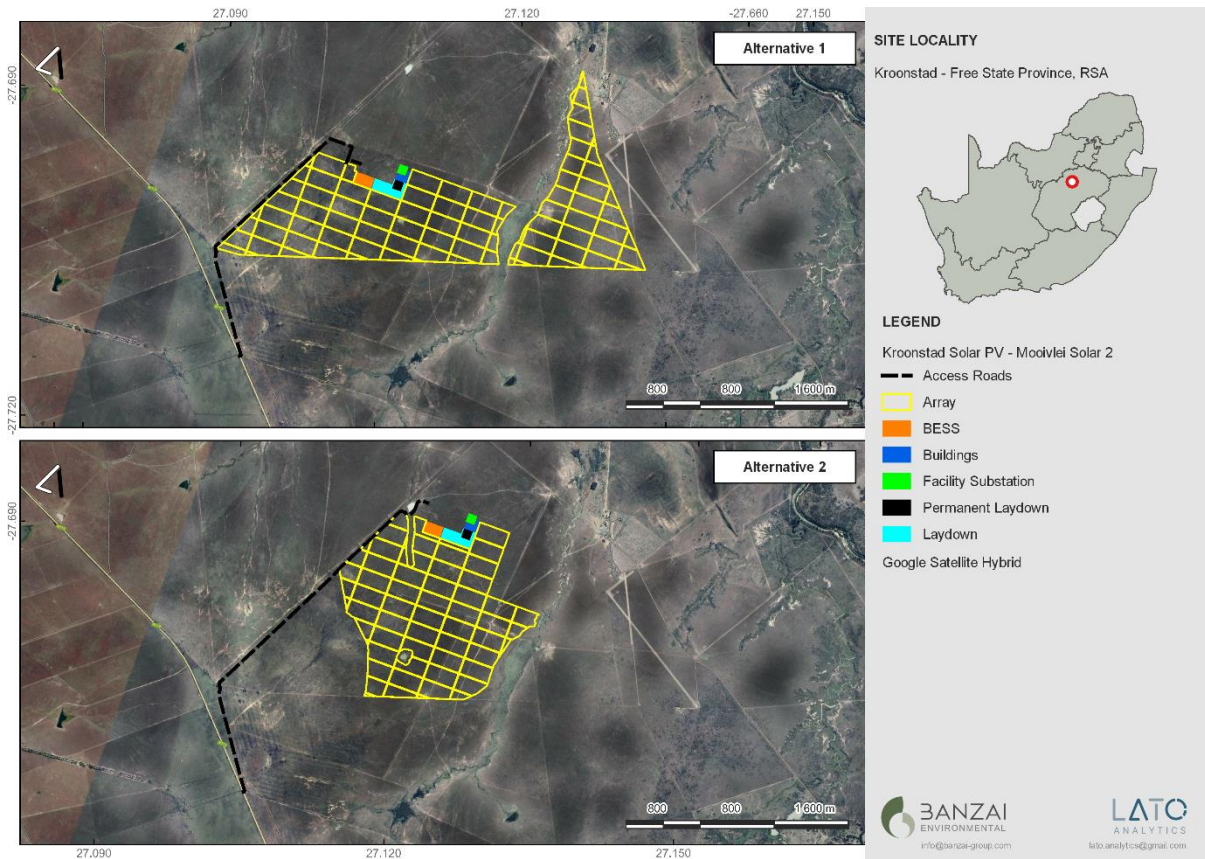 27.090
27.120
-27.660
27.150
Alternative 1
-27.690
-27.720
800
800
1 600 m
Alternative 2
-27.690
800
800
1 600 m
27.090
27.120
27.150
SITE LOCALITY
Kroonstad - Free State Province, RSA
LEGEND
Kroonstad Solar PV - Mooivlei Solar 2
Access Roads
Array
BESS
Buildings
Facility Substation
Permanent Laydown
Laydown
Google Satellite Hybrid
BANZAI
ENVIRONMENTAL
info@banzai-group.com
LATO
ANALYTICS
lato.analytics@gmail.com